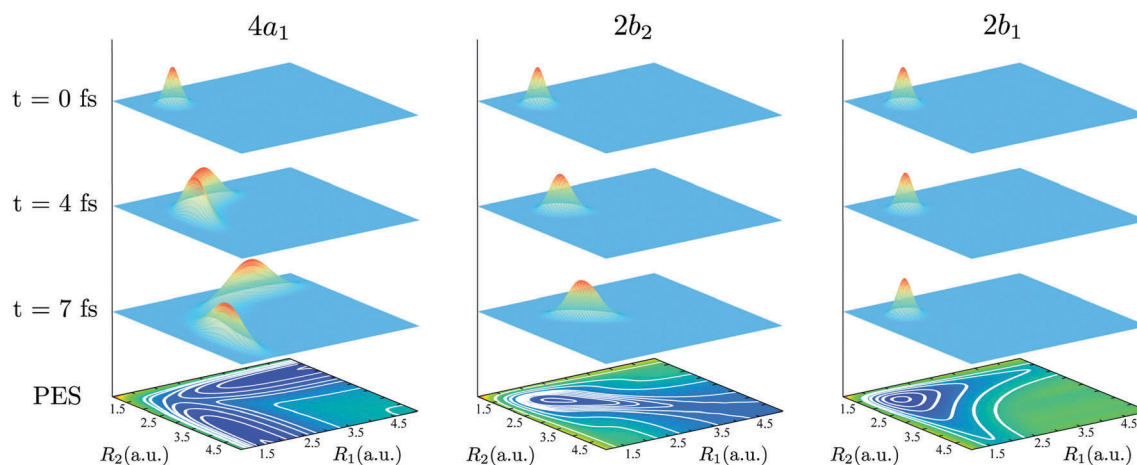 4a₁ 2b₂ 2b₁
t = 0 fs
t = 4 fs
t = 7 fs
PES
1.5 2.5 3.5 4.5 R₂(a.u.) 1.5 2.5 3.5 4.5 R₁(a.u.)
1.5 2.5 3.5 4.5 R₂(a.u.) 1.5 2.5 3.5 4.5 R₁(a.u.)
1.5 2.5 3.5 4.5 R₂(a.u.) 1.5 2.5 3.5 4.5 R₁(a.u.)